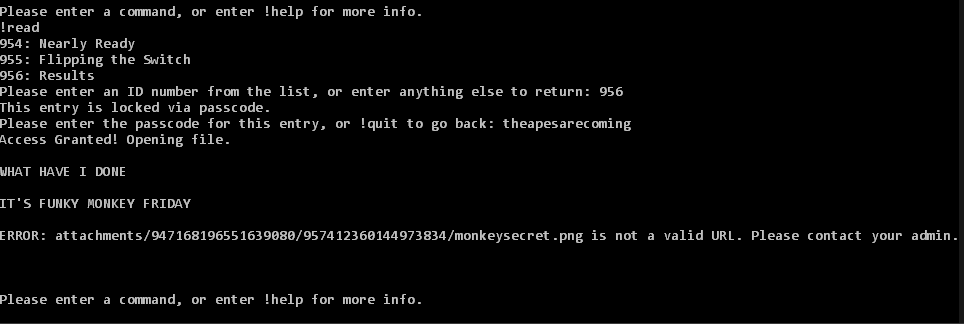 Please enter a command, or enter !help for more info.
!read
954: Nearly Ready
955: Flipping the Switch
956: Results
Please enter an ID number from the list, or enter anything else to return: 956
This entry is locked via passcode.
Please enter the passcode for this entry, or !quit to go back: theapesarecoming
Access Granted! Opening file.
WHAT HAVE I DONE
IT'S FUNKY MONKEY FRIDAY
ERROR: attachments/947168196551639080/957412360144973834/monkeysecret.png is not a valid URL. Please contact your admin.
Please enter a command, or enter !help for more info.